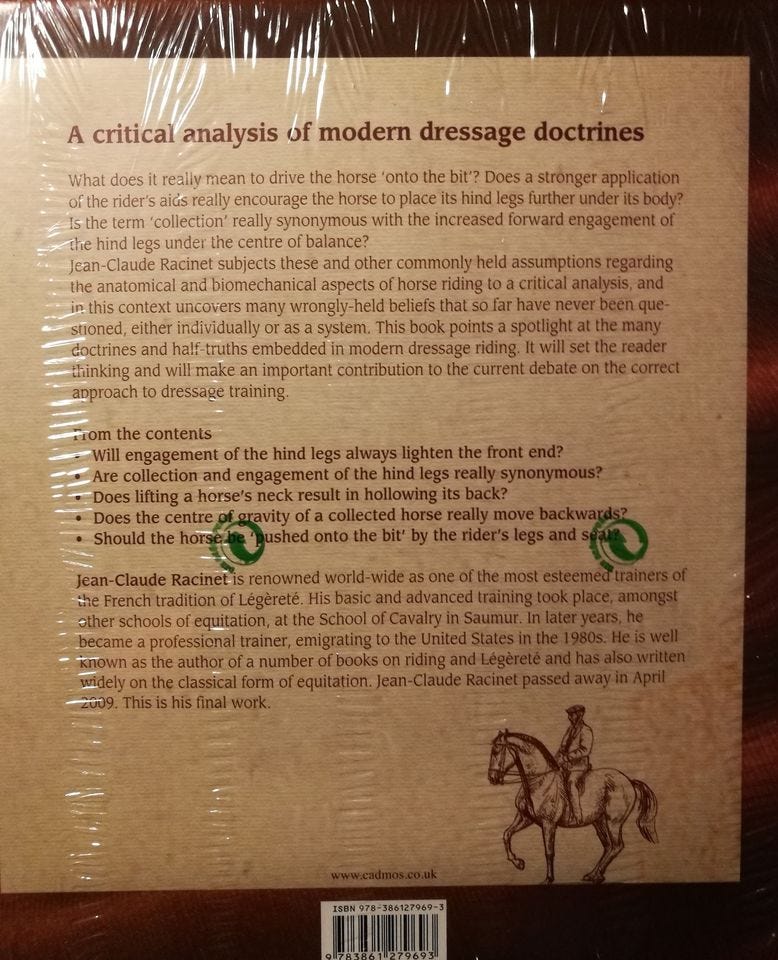 A critical analysis of modern dressage doctrines
What does it really mean to drive the horse 'onto the bit'? Does a stronger application
of the rider's aids really encourage the horse to place its hind legs further under its body?
Is the term 'collection' really synonymous with the increased forward engagement of
the hind legs under the centre of balance?
Jean-Claude Racinet subjects these and other commonly held assumptions regarding
the anatomical and biomechanical aspects of horse riding to a critical analysis, and
in this context uncovers many wrongly-held beliefs that so far have never been que-
stioned, either individually or as a system. This book points a spotlight at the many
doctrines and half-truths embedded in modern dressage riding. It will set the reader
thinking and will make an important contribution to the current debate on the correct
approach to dressage training.
From the contents
• Will engagement of the hind legs always lighten the front end?
• Are collection and engagement of the hind legs really synonymous?
• Does lifting a horse's neck result in hollowing its back?
• Does the centre of gravity of a collected horse really move backwards?
• Should the horse be 'pushed onto the bit' by the rider's legs and seat?
Jean-Claude Racinet is renowned world-wide as one of the most esteemed trainers of
the French tradition of Légèreté. His basic and advanced training took place, amongst
other schools of equitation, at the School of Cavalry in Saumur. In later years, he
became a professional trainer, emigrating to the United States in the 1980s. He is well
known as the author of a number of books on riding and Légèreté and has also written
widely on the classical form of equitation. Jean-Claude Racinet passed away in April
2009. This is his final work.
www.cadmos.co.uk
ISBN 978-386127969-3
9 783861 279693